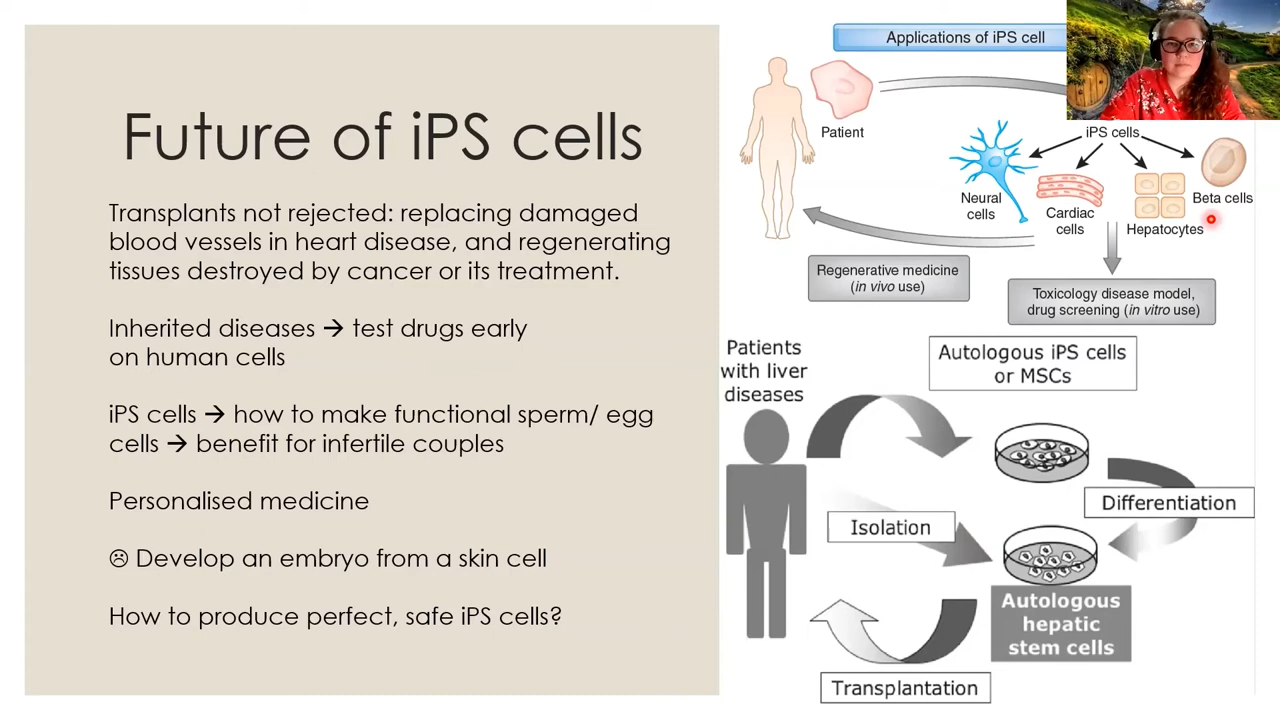 Future of iPS cells
Transplants not rejected: replacing damaged
blood vessels in heart disease, and regenerating
tissues destroyed by cancer or its treatment.
Inherited diseases → test drugs early
on human cells
iPS cells → how to make functional sperm/ egg
cells → benefit for infertile couples
Personalised medicine
☹ Develop an embryo from a skin cell
How to produce perfect, safe iPS cells?
Applications of iPS cell
Patient
iPS cells
Neural
cells
Cardiac
cells
Hepatocytes
Beta cells
Regenerative medicine
(in vivo use)
Toxicology disease model,
drug screening (in vitro use)
Patients
with liver
diseases
Autologous iPS cells
or MSCs
Differentiation
Isolation
Autologous
hepatic
stem cells
Transplantation